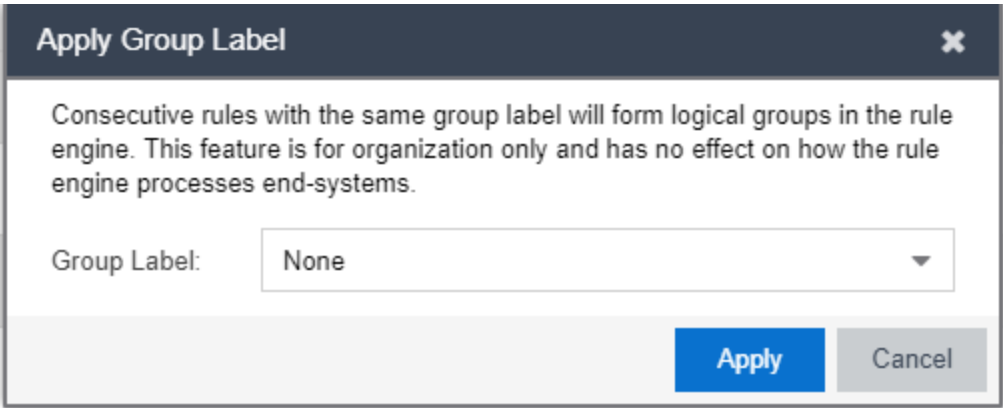 Apply Group Label
Consecutive rules with the same group label will form logical groups in the rule
engine. This feature is for organization only and has no effect on how the rule
engine processes end-systems.
Group Label: None
Apply Cancel